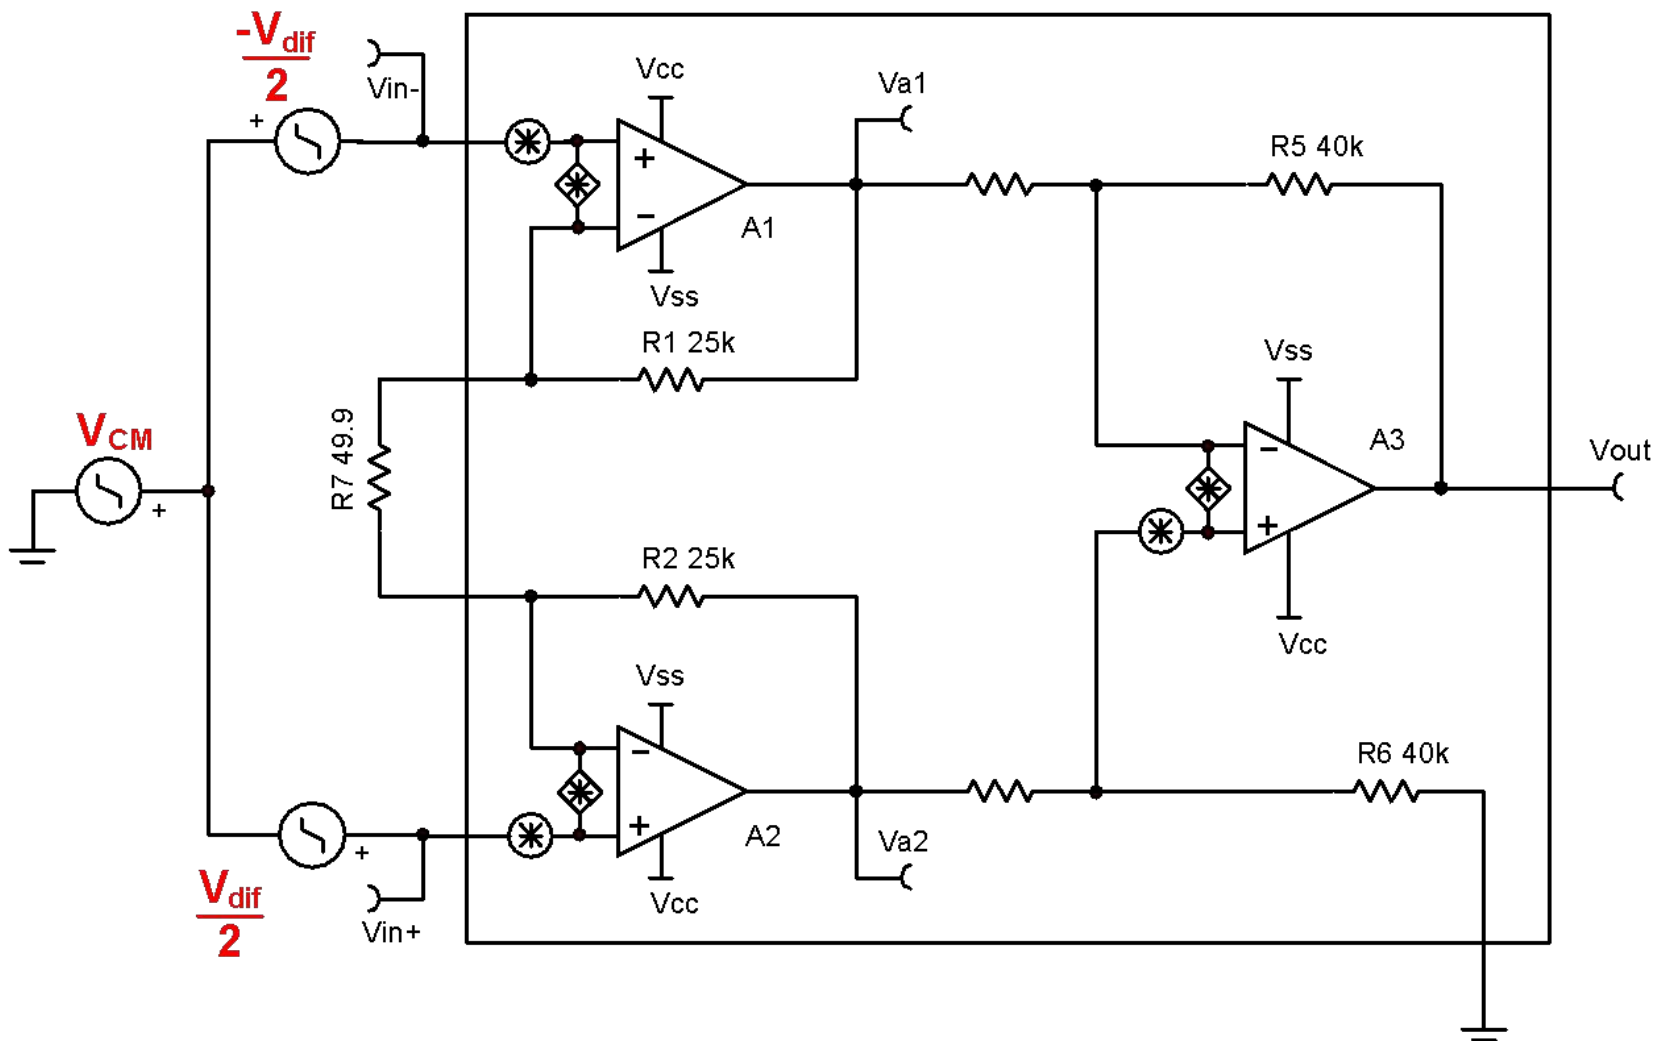 -Vdif
2
Vin-
Vcc
+
+
−
A1
Vss
Va1
R5 40k
R1 25k
VCM
+
R7 49.9
Vss
−
+
A3
Vcc
Vout
R2 25k
Vss
−
+
A2
Vcc
Va2
R6 40k
+
Vdif
2
Vin+